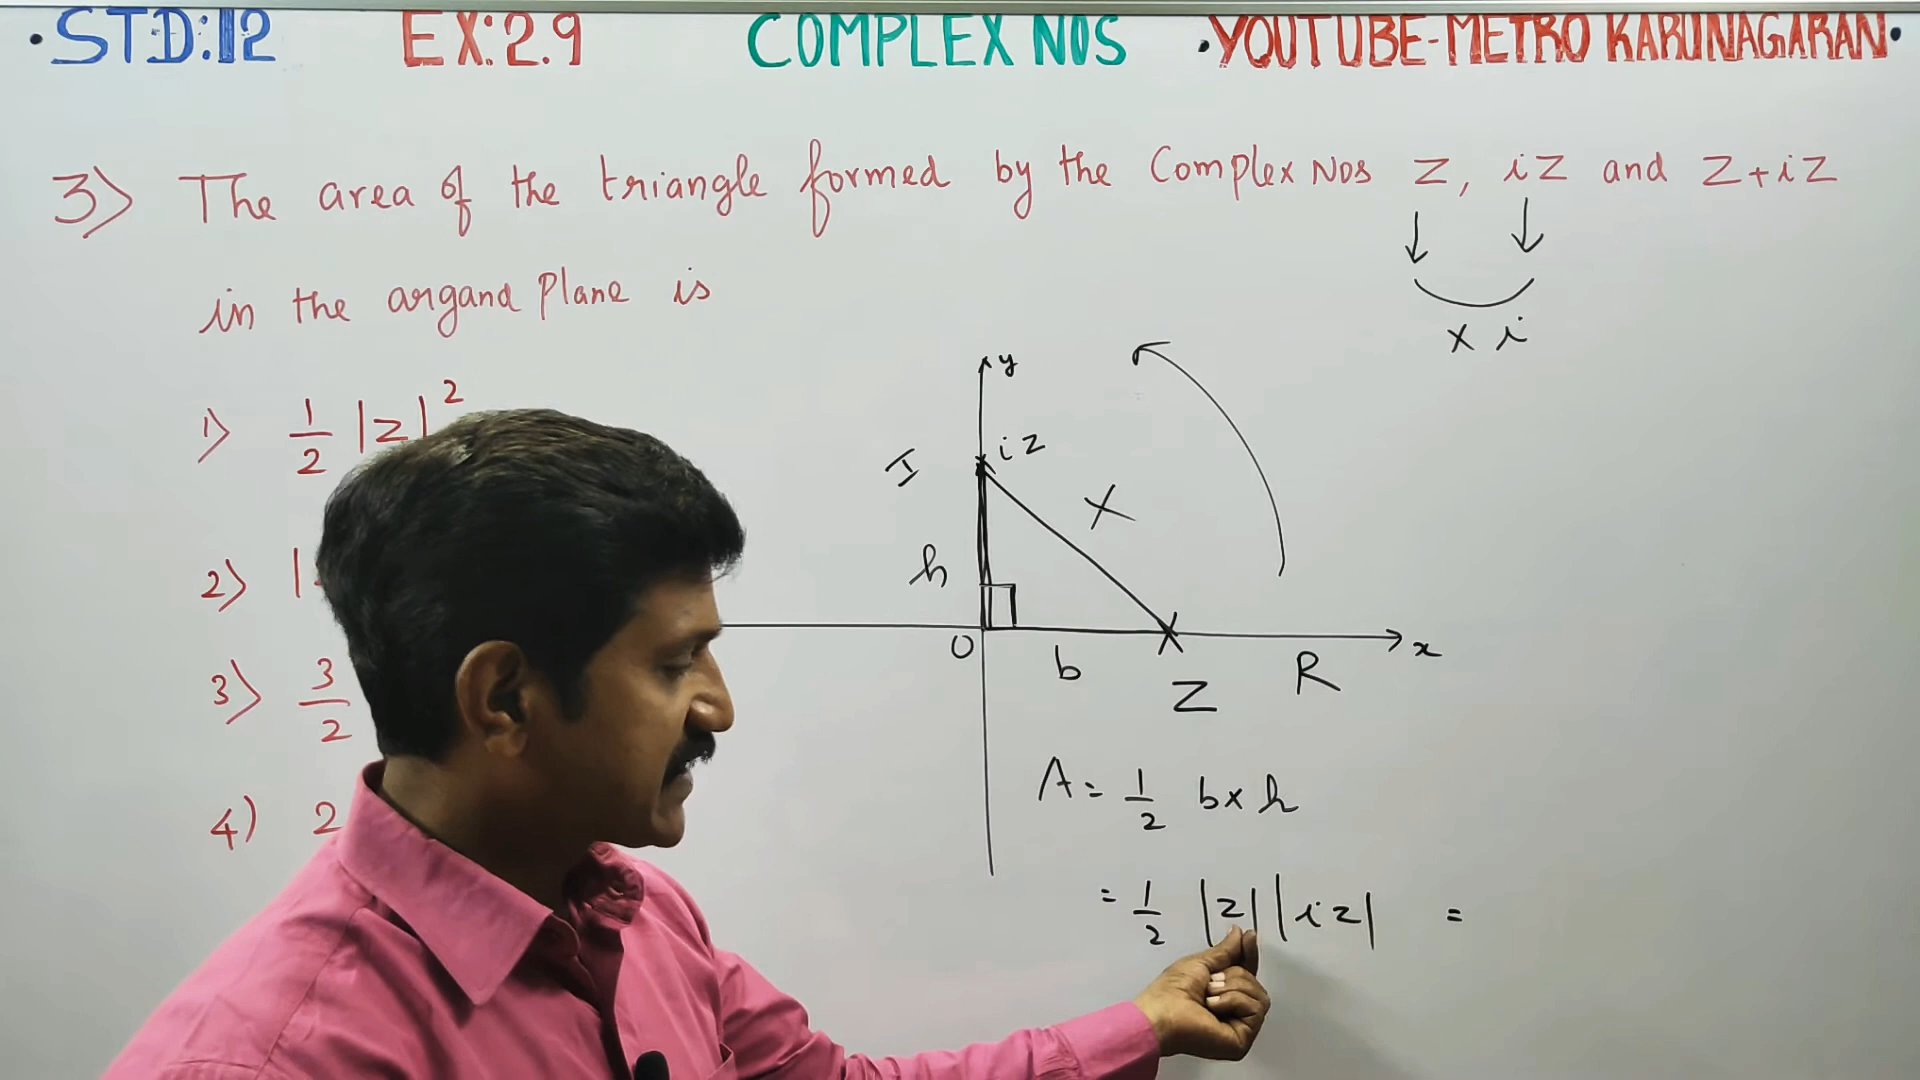 • STD:12 EX:2.9 COMPLEX NOS • YOUTUBE-METRO KARUNAGARAN •
3) The area of the triangle formed by the Complex Nos Z, iZ and Z+iZ
in the argand Plane is
x i
1) 1/2 |Z|²
2) |
3) 3/2
4) 2
y
I iz
h
O b Z R x
A = 1/2 b x h
= 1/2 |z| |iz| =